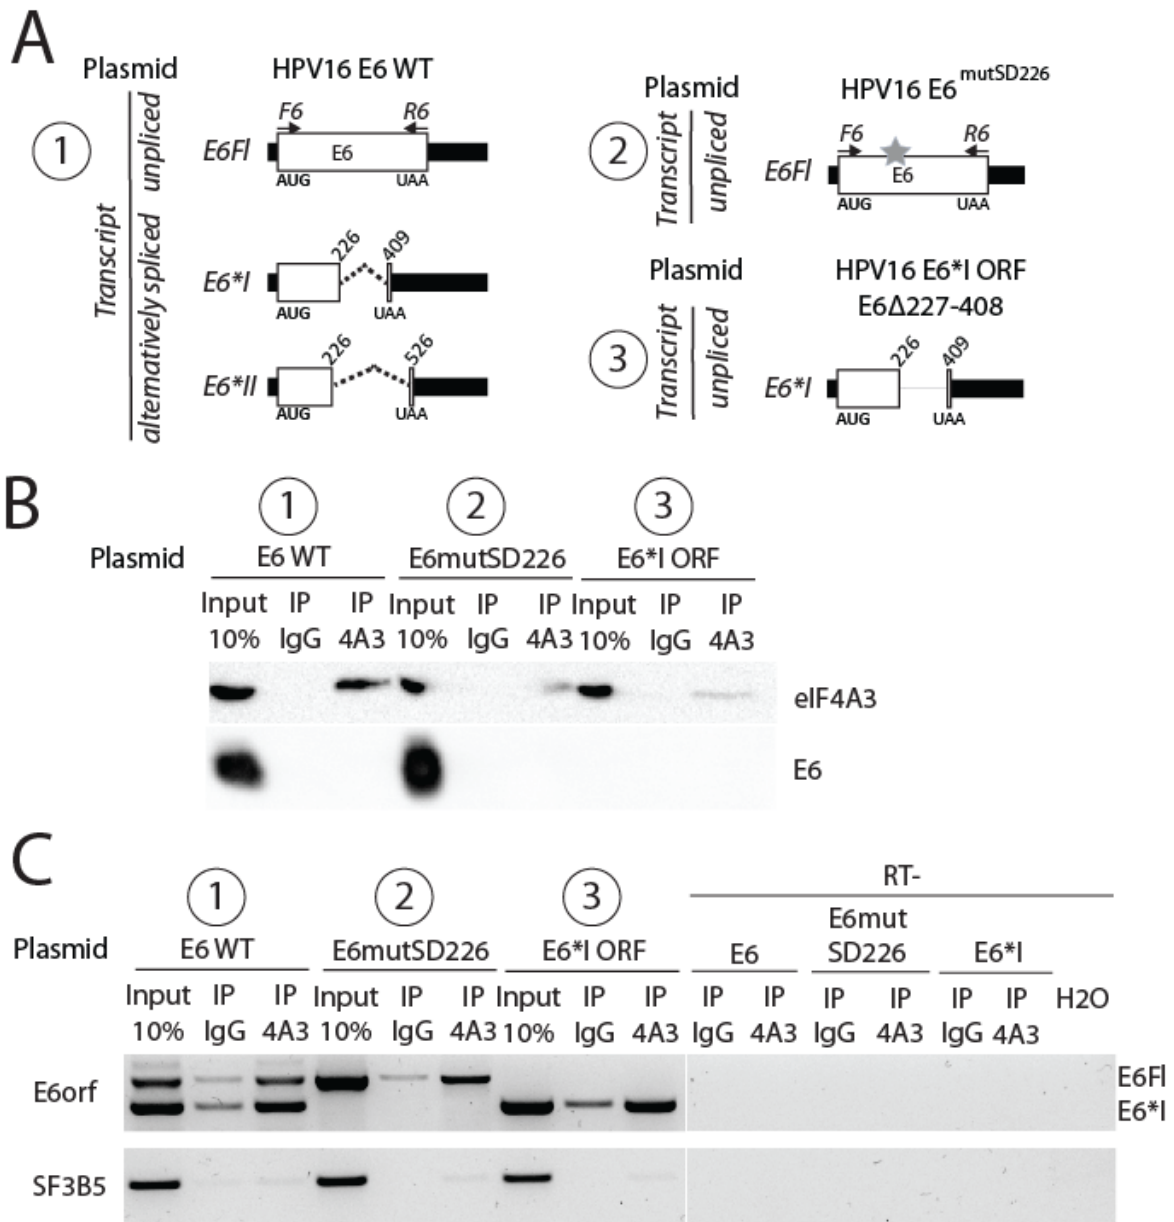 A
Plasmid HPV16 E6 WT
1
Transcript
unpliced
alternatively spliced
F6 R6
E6Fl E6
AUG UAA
226 409
E6*I
AUG UAA
226 526
E6*II
AUG UAA
Plasmid HPV16 E6 mutSD226
2
Transcript
unpliced
F6 R6
E6Fl E6
AUG UAA
Plasmid HPV16 E6*I ORF
E6Δ227-408
3
Transcript
unpliced
226 409
E6*I
AUG UAA
B
1 2 3
Plasmid E6 WT E6mutSD226 E6*I ORF
Input IP IP Input IP IP Input IP IP
10% IgG 4A3 10% IgG 4A3 10% IgG 4A3
eIF4A3
E6
C
1 2 3 RT-
Plasmid E6 WT E6mutSD226 E6*I ORF E6 E6mut SD226 E6*I
Input IP IP Input IP IP Input IP IP IP IP IP IP IP IP H2O
10% IgG 4A3 10% IgG 4A3 10% IgG 4A3 IgG 4A3 IgG 4A3 IgG 4A3
E6orf E6Fl
E6*I
SF3B5